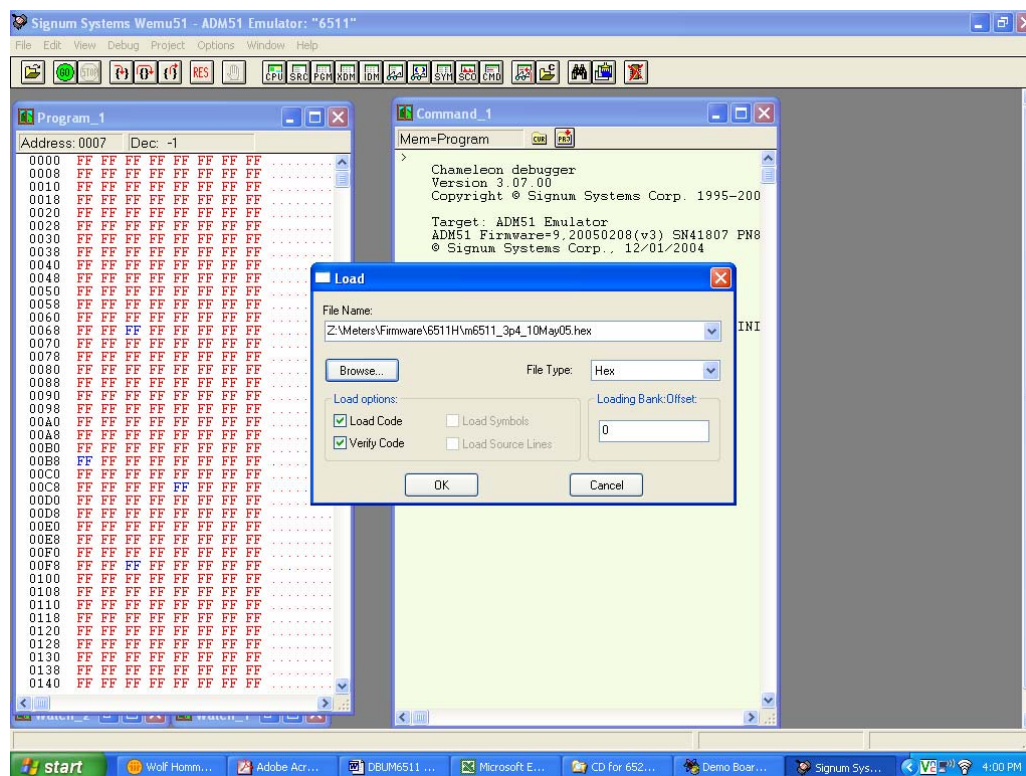 Signum Systems Wemu51 - ADM51 Emulator: "6511"
File Edit View Debug Project Options Window Help
GO STOP RES CPU SRC PGM XDM IDM SYM SCO CMD
Program_1
Address: 0007 Dec: -1
0000 FF FF FF FF FF FF FF FF ........
0008 FF FF FF FF FF FF FF FF ........
0010 FF FF FF FF FF FF FF FF ........
0018 FF FF FF FF FF FF FF FF ........
0020 FF FF FF FF FF FF FF FF ........
0028 FF FF FF FF FF FF FF FF ........
0030 FF FF FF FF FF FF FF FF ........
0038 FF FF FF FF FF FF FF FF ........
0040 FF FF FF FF FF FF FF FF ........
0048 FF FF FF FF FF FF FF FF ........
0050 FF FF FF FF FF FF FF FF ........
0058 FF FF FF FF FF FF FF FF ........
0060 FF FF FF FF FF FF FF FF ........
0068 FF FF FF FF FF FF FF FF ........
0070 FF FF FF FF FF FF FF FF ........
0078 FF FF FF FF FF FF FF FF ........
0080 FF FF FF FF FF FF FF FF ........
0088 FF FF FF FF FF FF FF FF ........
0090 FF FF FF FF FF FF FF FF ........
0098 FF FF FF FF FF FF FF FF ........
00A0 FF FF FF FF FF FF FF FF ........
00A8 FF FF FF FF FF FF FF FF ........
00B0 FF FF FF FF FF FF FF FF ........
00B8 FF FF FF FF FF FF FF FF ........
00C0 FF FF FF FF FF FF FF FF ........
00C8 FF FF FF FF FF FF FF FF ........
00D0 FF FF FF FF FF FF FF FF ........
00D8 FF FF FF FF FF FF FF FF ........
00E0 FF FF FF FF FF FF FF FF ........
00E8 FF FF FF FF FF FF FF FF ........
00F0 FF FF FF FF FF FF FF FF ........
00F8 FF FF FF FF FF FF FF FF ........
0100 FF FF FF FF FF FF FF FF ........
0108 FF FF FF FF FF FF FF FF ........
0110 FF FF FF FF FF FF FF FF ........
0118 FF FF FF FF FF FF FF FF ........
0120 FF FF FF FF FF FF FF FF ........
0128 FF FF FF FF FF FF FF FF ........
0130 FF FF FF FF FF FF FF FF ........
0138 FF FF FF FF FF FF FF FF ........
0140 FF FF FF FF FF FF FF FF ........
Watch_2 Watch_1
Command_1
Mem=Program CUR PRJ
>
Chameleon debugger
Version 3.07.00
Copyright © Signum Systems Corp. 1995-200
Target: ADM51 Emulator
ADM51 Firmware=9,20050208(v3) SN41807 PN8
© Signum Systems Corp., 12/01/2004
INI
Load
File Name:
Z:\Meters\Firmware\6511H\m6511_3p4_10May05.hex
Browse... File Type: Hex
Load options: Loading Bank:Offset:
Load Code Load Symbols 0
Verify Code Load Source Lines
OK Cancel
start Wolf Homm... Adobe Acr... DBUM6511 ... Microsoft E... CD for 652... Demo Boar... Signum Sys... 4:00 PM